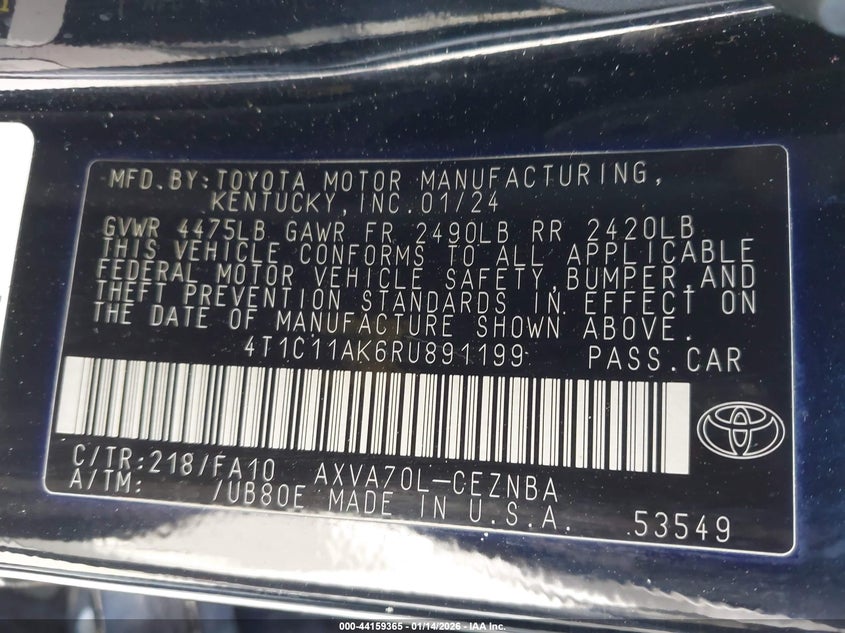 MFD.BY:TOYOTA MOTOR MANUFACTURING,
KENTUCKY,INC.01/24
GVWR 4475LB GAWR FR 2490LB RR 2420LB
THIS VEHICLE CONFORMS TO ALL APPLICABLE
FEDERAL MOTOR VEHICLE SAFETY,BUMPER,AND
THEFT PREVENTION STANDARDS IN EFFECT ON
THE DATE OF MANUFACTURE SHOWN ABOVE.
4T1C11AK6RU891199 PASS.CAR
C/TR:218/FA10 AXVA70L-CEZNBA
A/TM: /UB80E MADE IN U.S.A. 53549
000-44159365 - 01/14/2026 - IAA Inc.